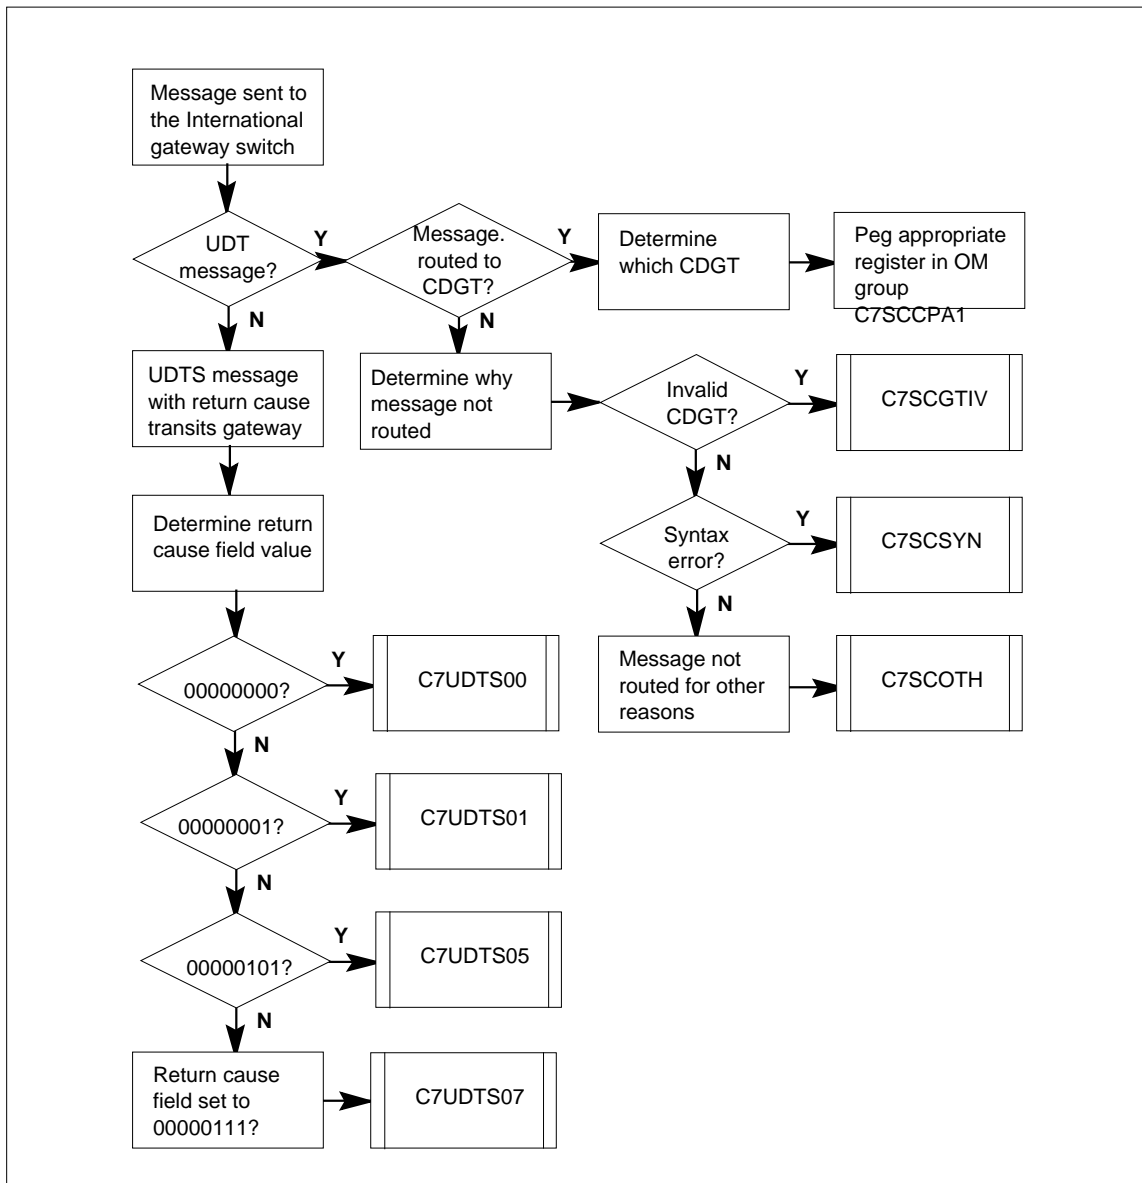 Message sent to
the International
gateway switch
UDT
message?
Y
N
Message.
routed to
CDGT?
Y
N
Determine
which CDGT
Peg appropriate
register in OM
group
C7SCCPA1
UDTS message
with return cause
transits gateway
Determine why
message not
routed
Invalid
CDGT?
Y
N
C7SCGTIV
Determine return
cause field value
Syntax
error?
Y
N
C7SCSYN
Message not
routed for other
reasons
C7SCOTH
00000000?
Y
N
C7UDTS00
00000001?
Y
N
C7UDTS01
00000101?
Y
N
C7UDTS05
Return cause
field set to
00000111?
C7UDTS07